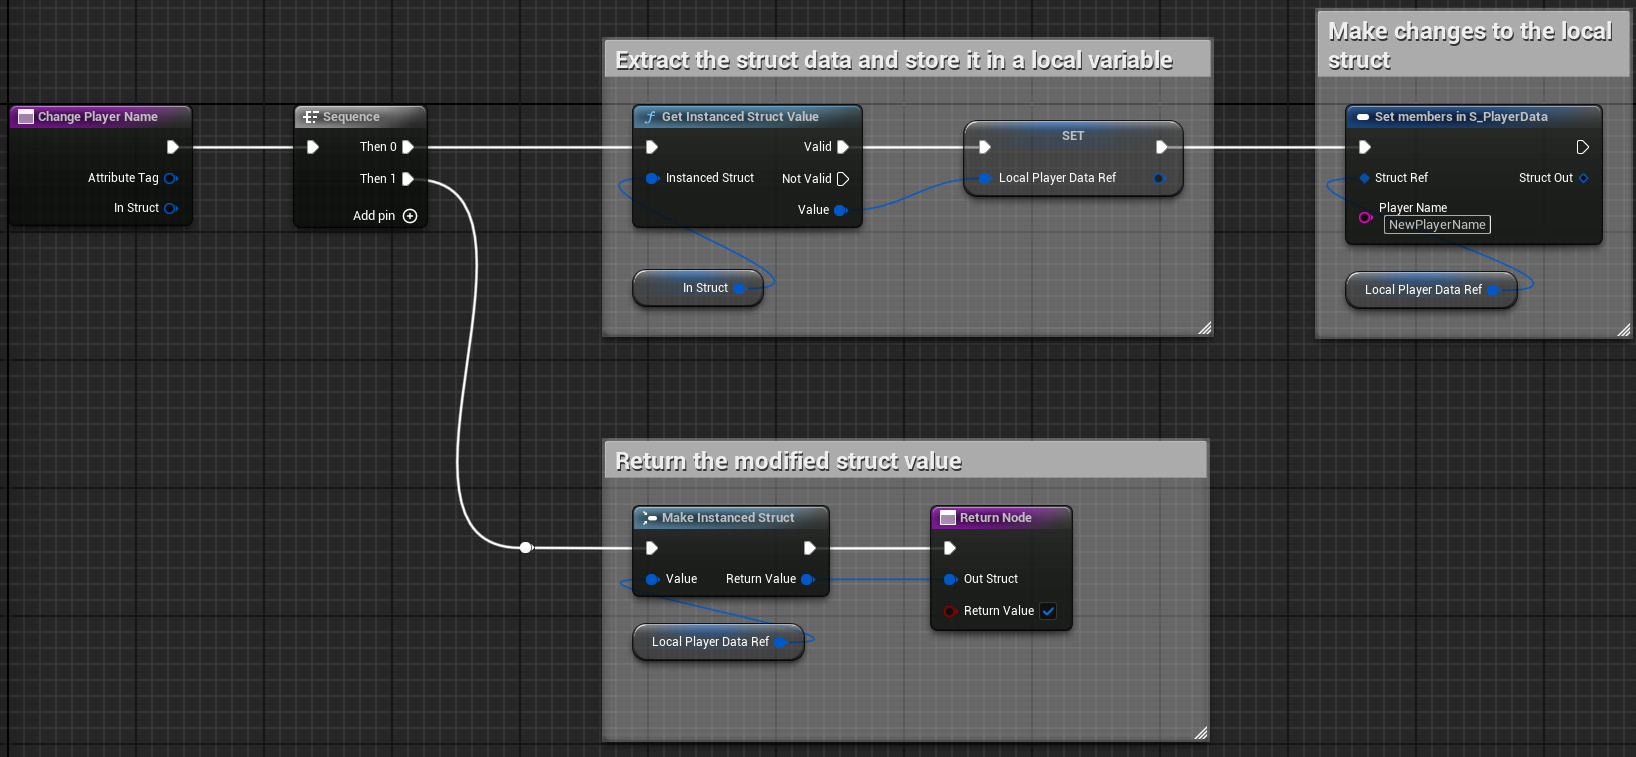 Change Player Name
Attribute Tag
In Struct
Sequence
Then 0
Then 1
Add pin
Extract the struct data and store it in a local variable
Get Instanced Struct Value
Valid
Instanced Struct
Not Valid
Value
In Struct
SET
Local Player Data Ref
Make changes to the local
struct
Set members in S_PlayerData
Struct Ref
Struct Out
Player Name
NewPlayerName
Local Player Data Ref
Return the modified struct value
Make Instanced Struct
Value
Return Value
Local Player Data Ref
Return Node
Out Struct
Return Value